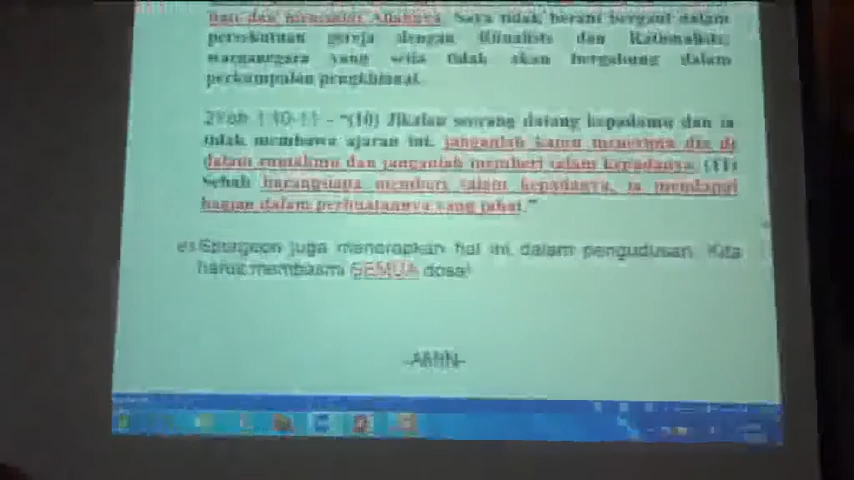 dan menghina Allahnya. Saya tidak berani bergaul dalam
persekutuan gereja dengan Ritualists dan Rationalists;
warganegara yang setia tidak akan bergabung dalam
perkumpulan pengkhianat.
2Yoh 1:10-11 - “(10) Jikalau seorang datang kepadamu dan ia
tidak membawa ajaran ini, janganlah kamu menerima dia di
dalam rumahmu dan janganlah memberi salam kepadanya. (11)
Sebab barangsiapa memberi salam kepadanya, ia mendapat
bagian dalam perbuatannya yang jahat.”
e) Spurgeon juga menerapkan hal ini dalam pengudusan. Kita
harus membasmi SEMUA dosa!
-AMIN-